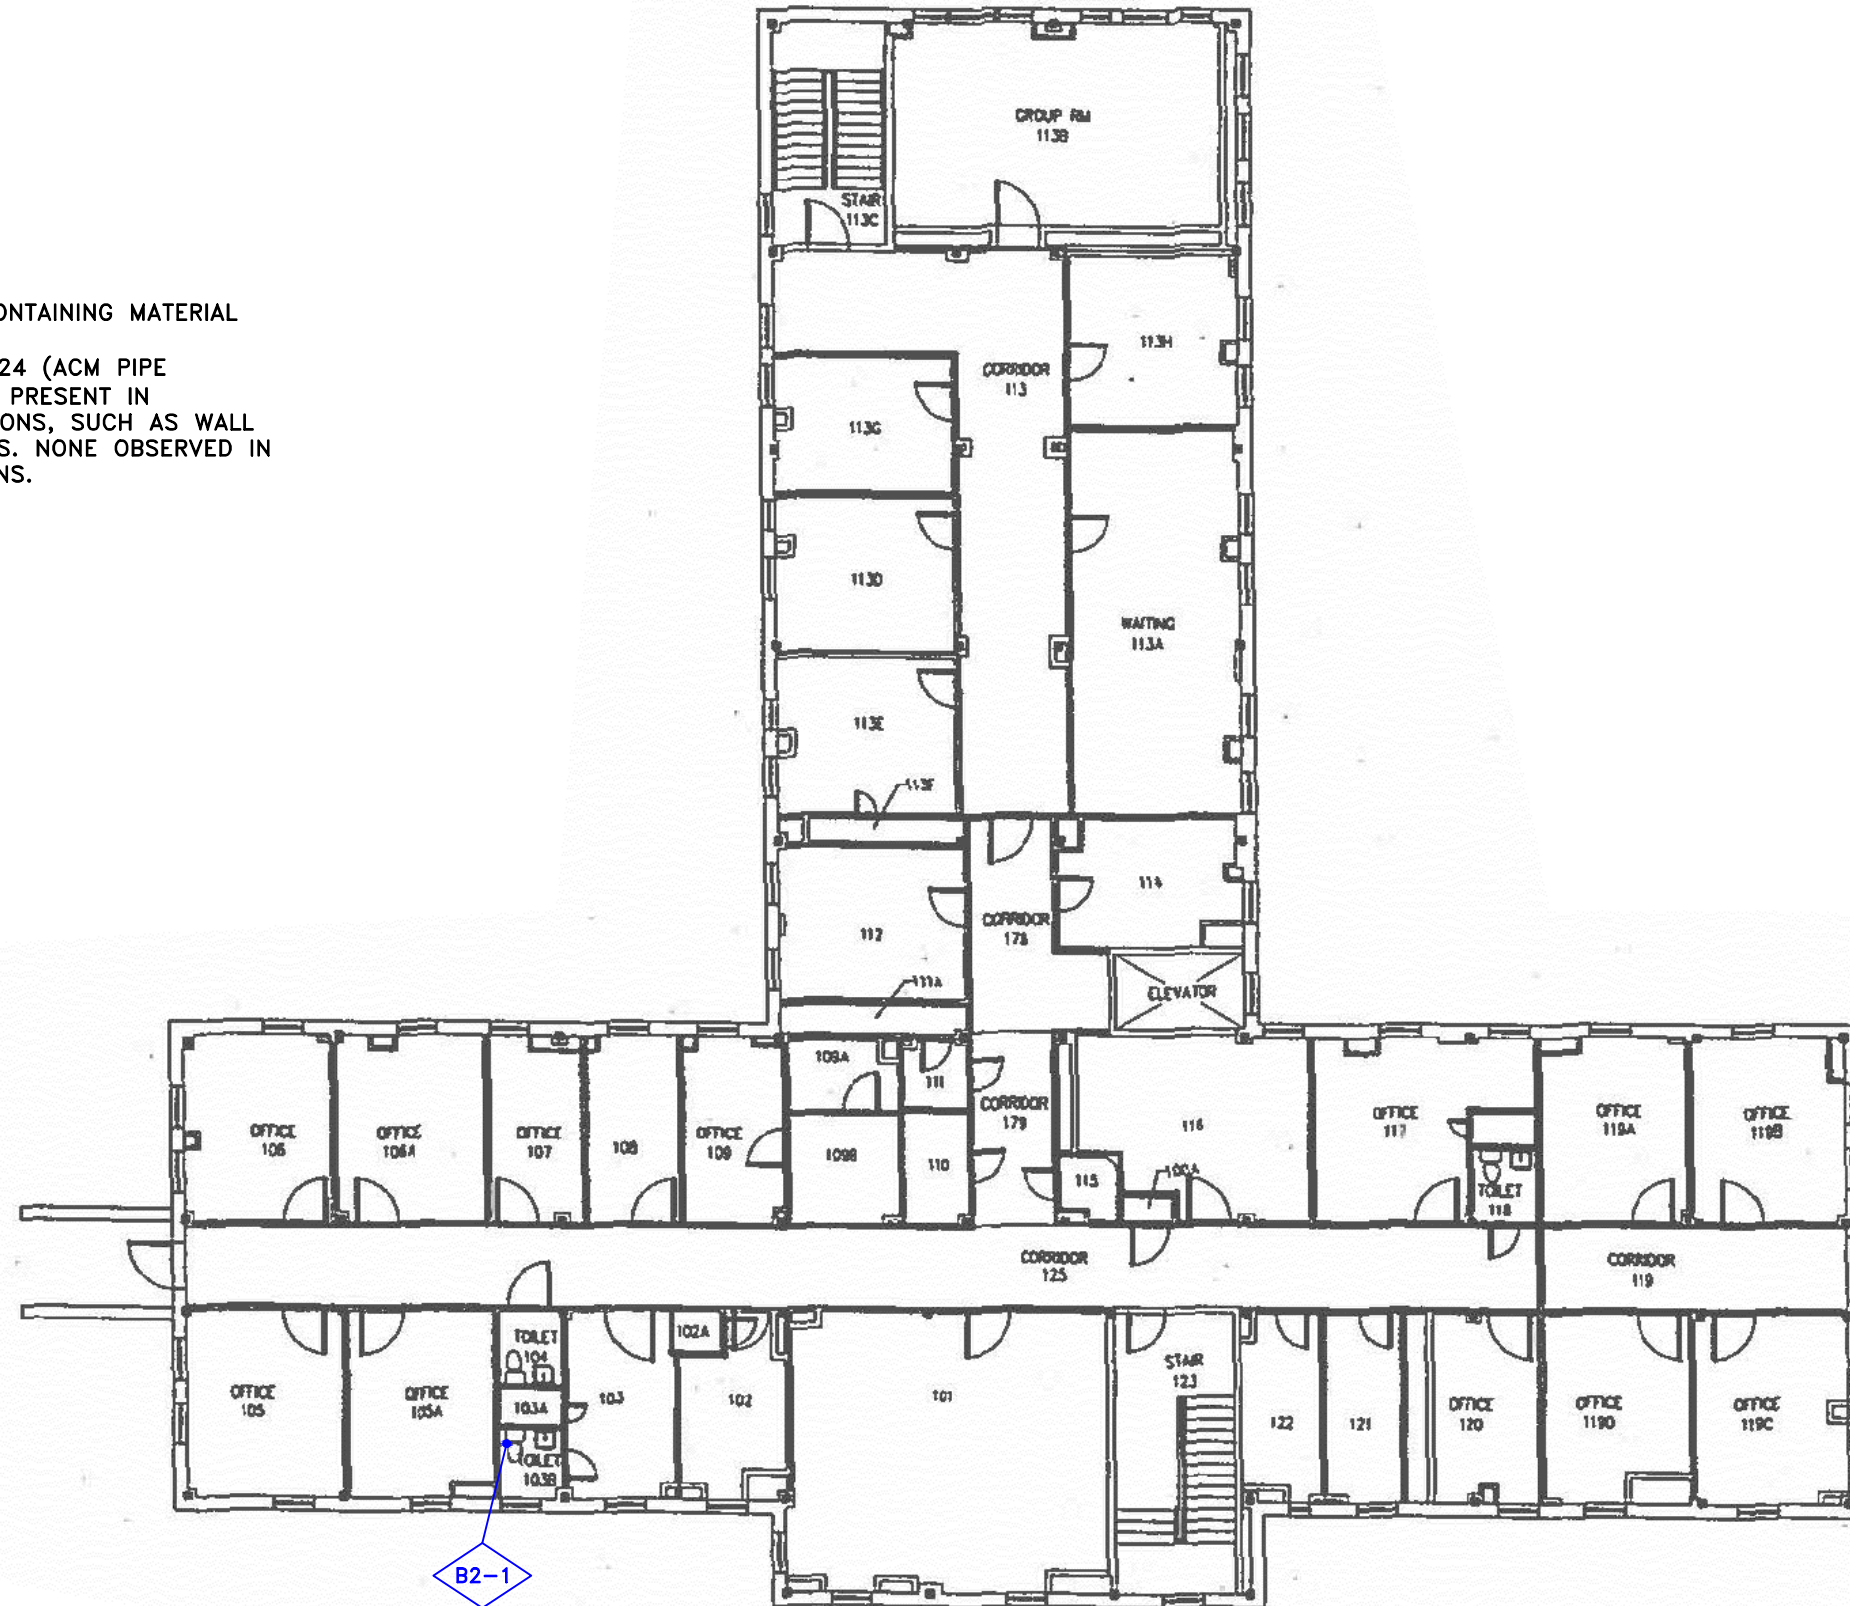 GROUP RM
113B
STAIR
113C
ONTAINING MATERIAL
24 (ACM PIPE
PRESENT IN
ONS, SUCH AS WALL
S. NONE OBSERVED IN
NS.
113H
CORRIDOR
113
113G
113D
WAITING
113A
113E
113F
114
CORRIDOR
178
112
111A
ELEVATOR
109A
111
CORRIDOR
179
OFFICE
106
OFFICE
106A
OFFICE
107
108
OFFICE
109
109B
110
116
115
100A
OFFICE
117
TOILET
118
OFFICE
119A
OFFICE
119B
CORRIDOR
125
CORRIDOR
119
OFFICE
105
OFFICE
105A
TOILET
104
103A
TOILET
103B
103
102A
102
101
STAIR
123
122
121
OFFICE
120
OFFICE
119D
OFFICE
119C
B2-1